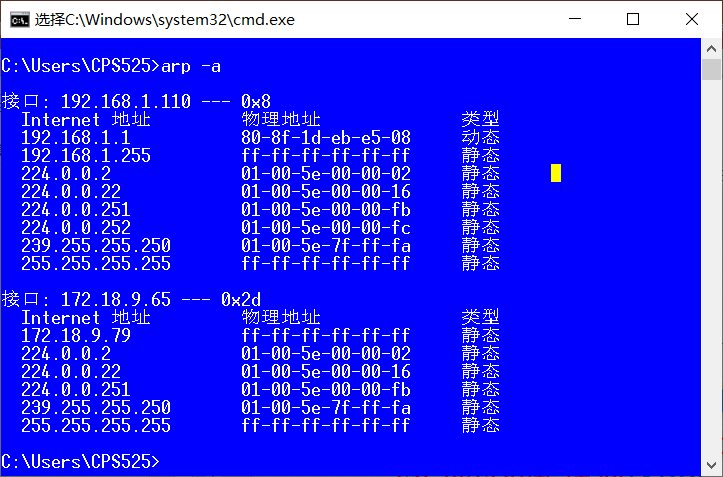 选择C:\Windows\system32\cmd.exe
C:\Users\CPS525>arp -a
接口: 192.168.1.110 --- 0x8
Internet 地址 物理地址 类型
192.168.1.1 80-8f-1d-eb-e5-08 动态
192.168.1.255 ff-ff-ff-ff-ff-ff 静态
224.0.0.2 01-00-5e-00-00-02 静态
224.0.0.22 01-00-5e-00-00-16 静态
224.0.0.251 01-00-5e-00-00-fb 静态
224.0.0.252 01-00-5e-00-00-fc 静态
239.255.255.250 01-00-5e-7f-ff-fa 静态
255.255.255.255 ff-ff-ff-ff-ff-ff 静态
接口: 172.18.9.65 --- 0x2d
Internet 地址 物理地址 类型
172.18.9.79 ff-ff-ff-ff-ff-ff 静态
224.0.0.2 01-00-5e-00-00-02 静态
224.0.0.22 01-00-5e-00-00-16 静态
224.0.0.251 01-00-5e-00-00-fb 静态
239.255.255.250 01-00-5e-7f-ff-fa 静态
255.255.255.255 ff-ff-ff-ff-ff-ff 静态
C:\Users\CPS525>